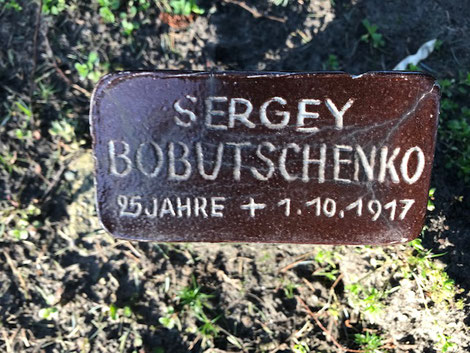 SERGEY
BOBUTSCHENKO
25 JAHRE + 1.10.1917